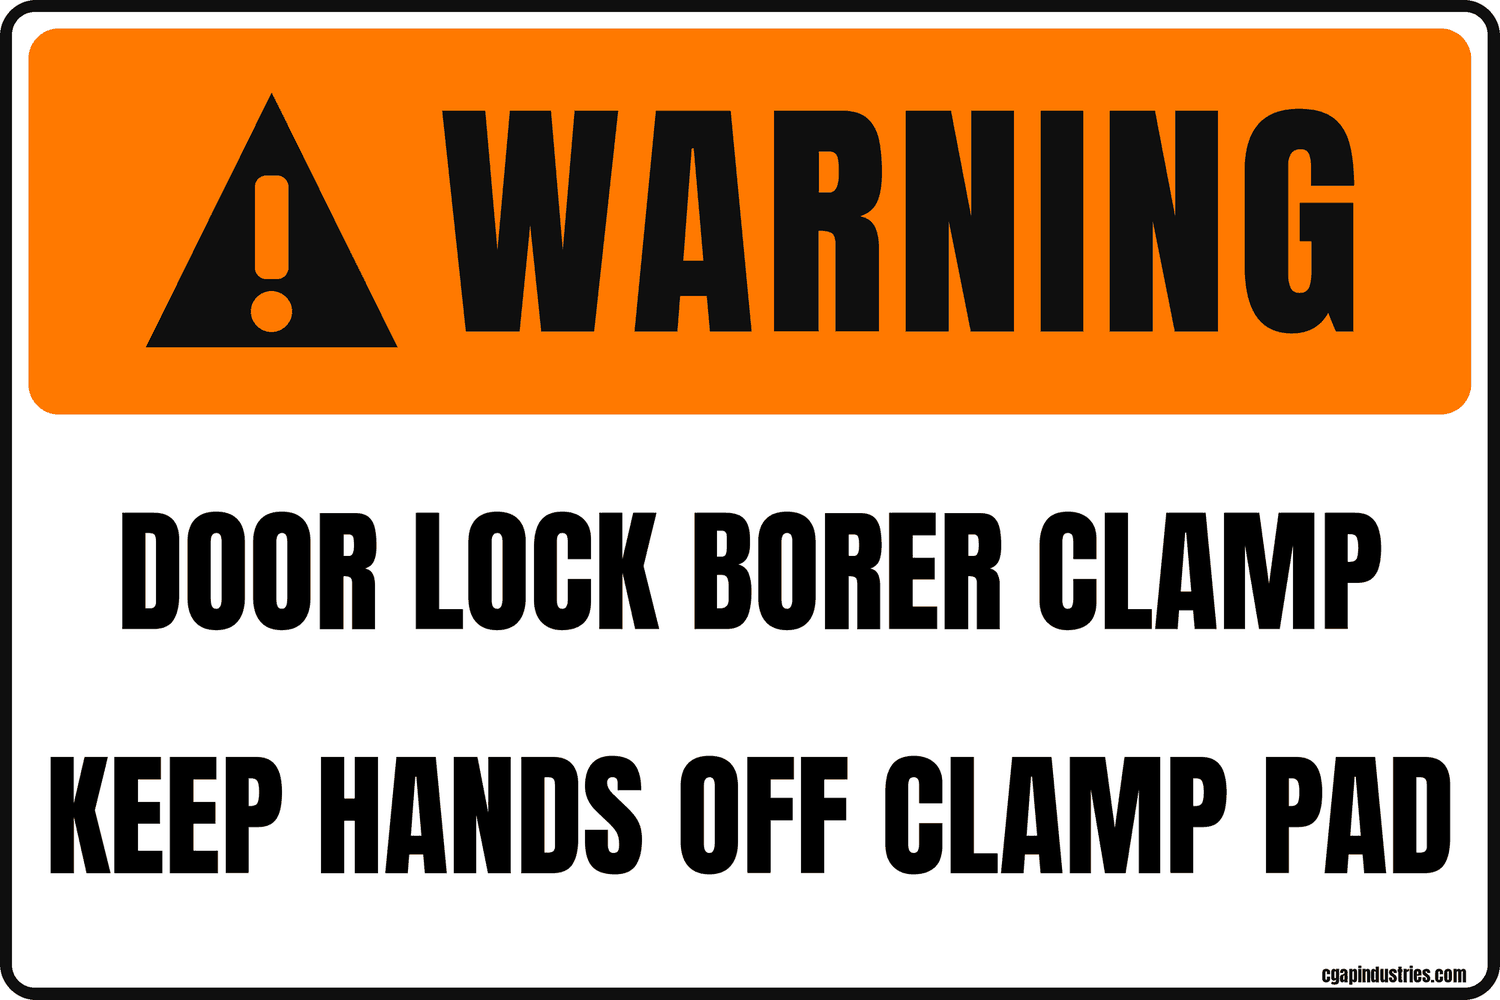 WARNING
DOOR LOCK BORER CLAMP
KEEP HANDS OFF CLAMP PAD
cgapindustries.com